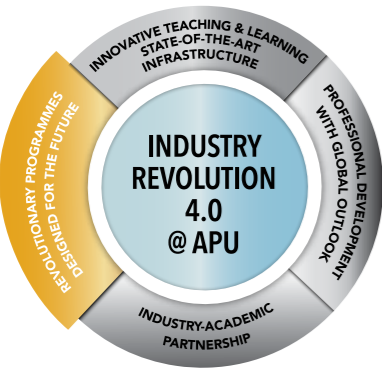 INNOVATIVE TEACHING & LEARNING
STATE-OF-THE-ART
INFRASTRUCTURE
PROFESSIONAL DEVELOPMENT
WITH GLOBAL OUTLOOK
INDUSTRY-ACADEMIC
PARTNERSHIP
REVOLUTIONARY PROGRAMMES
DESIGNED FOR THE FUTURE
INDUSTRY
REVOLUTION
4.0
@ APU